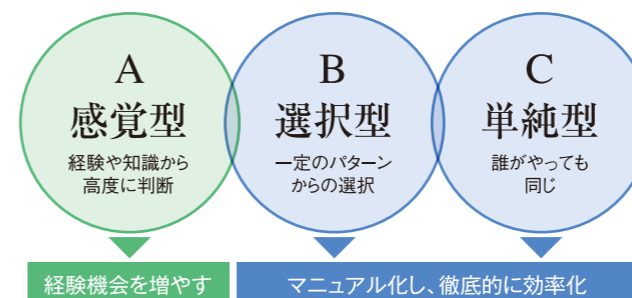 A
感覚型
経験や知識から
高度に判断
B
選択型
一定のパターン
からの選択
C
単純型
誰がやっても
同じ
経験機会を増やす
マニュアル化し、徹底的に効率化